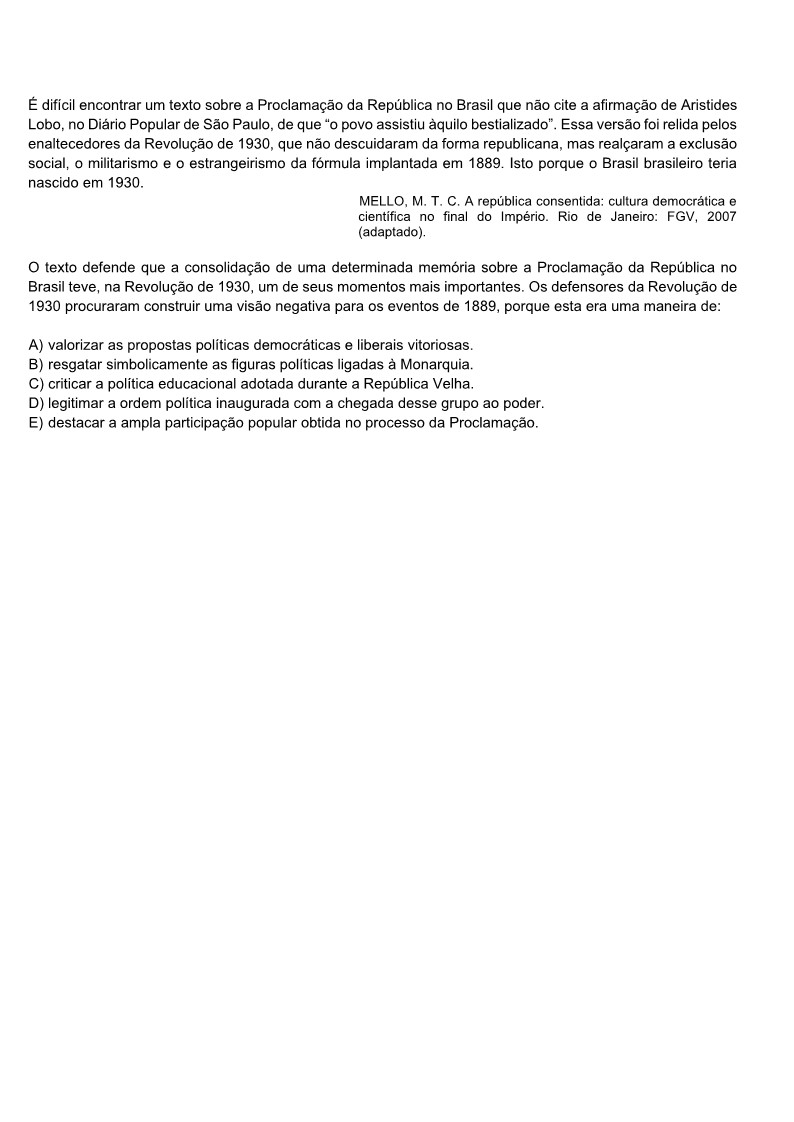 É difícil encontrar um texto sobre a Proclamação da República no Brasil que não cite a afirmação de Aristides
Lobo, no Diário Popular de São Paulo, de que “o povo assistiu àquilo bestializado”. Essa versão foi relida pelos
enaltecedores da Revolução de 1930, que não descuidaram da forma republicana, mas realçaram a exclusão
social, o militarismo e o estrangeirismo da fórmula implantada em 1889. Isto porque o Brasil brasileiro teria
nascido em 1930.
MELLO, M. T. C. A república consentida: cultura democrática e
científica no final do Império. Rio de Janeiro: FGV, 2007
(adaptado).
O texto defende que a consolidação de uma determinada memória sobre a Proclamação da República no
Brasil teve, na Revolução de 1930, um de seus momentos mais importantes. Os defensores da Revolução de
1930 procuraram construir uma visão negativa para os eventos de 1889, porque esta era uma maneira de:
A) valorizar as propostas políticas democráticas e liberais vitoriosas.
B) resgatar simbolicamente as figuras políticas ligadas à Monarquia.
C) criticar a política educacional adotada durante a República Velha.
D) legitimar a ordem política inaugurada com a chegada desse grupo ao poder.
E) destacar a ampla participação popular obtida no processo da Proclamação.